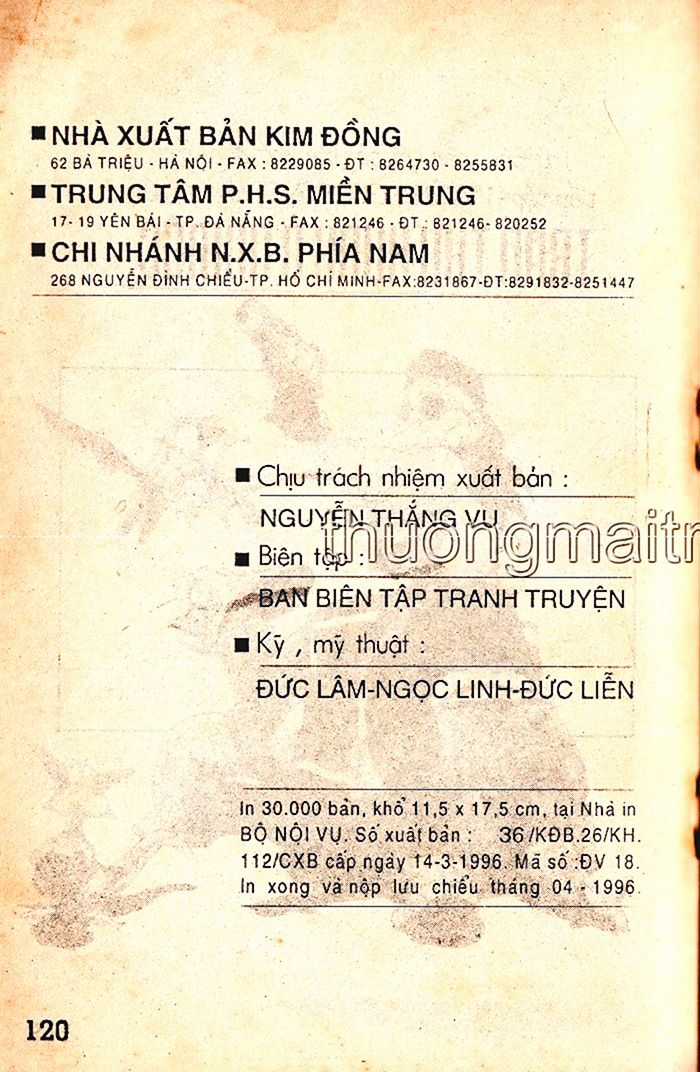 ■ NHÀ XUẤT BẢN KIM ĐỒNG
62 BÀ TRIỆU - HÀ NỘI - FAX : 8229085 - ĐT : 8264730 - 8255831
■ TRUNG TÂM P.H.S. MIỀN TRUNG
17- 19 YÊN BÁI - TP. ĐÀ NẴNG - FAX : 821246 - ĐT : 821246- 820252
■ CHI NHÁNH N.X.B. PHÍA NAM
268 NGUYỄN ĐÌNH CHIỂU-TP. HỒ CHÍ MINH-FAX:8231867-ĐT:8291832-8251447
■ Chịu trách nhiệm xuất bản :
NGUYỄN THẮNG VU
thuongmaitr
■ Biên tập :
BAN BIÊN TẬP TRANH TRUYỆN
■ Kỹ , mỹ thuật :
ĐỨC LÂM-NGỌC LINH-ĐỨC LIỄN
In 30.000 bản, khổ 11,5 x 17,5 cm, tại Nhà in
BỘ NỘI VỤ. Số xuất bản : 36/KĐB.26/KH.
112/CXB cấp ngày 14-3-1996. Mã số :ĐV 18.
In xong và nộp lưu chiểu tháng 04 - 1996.
120